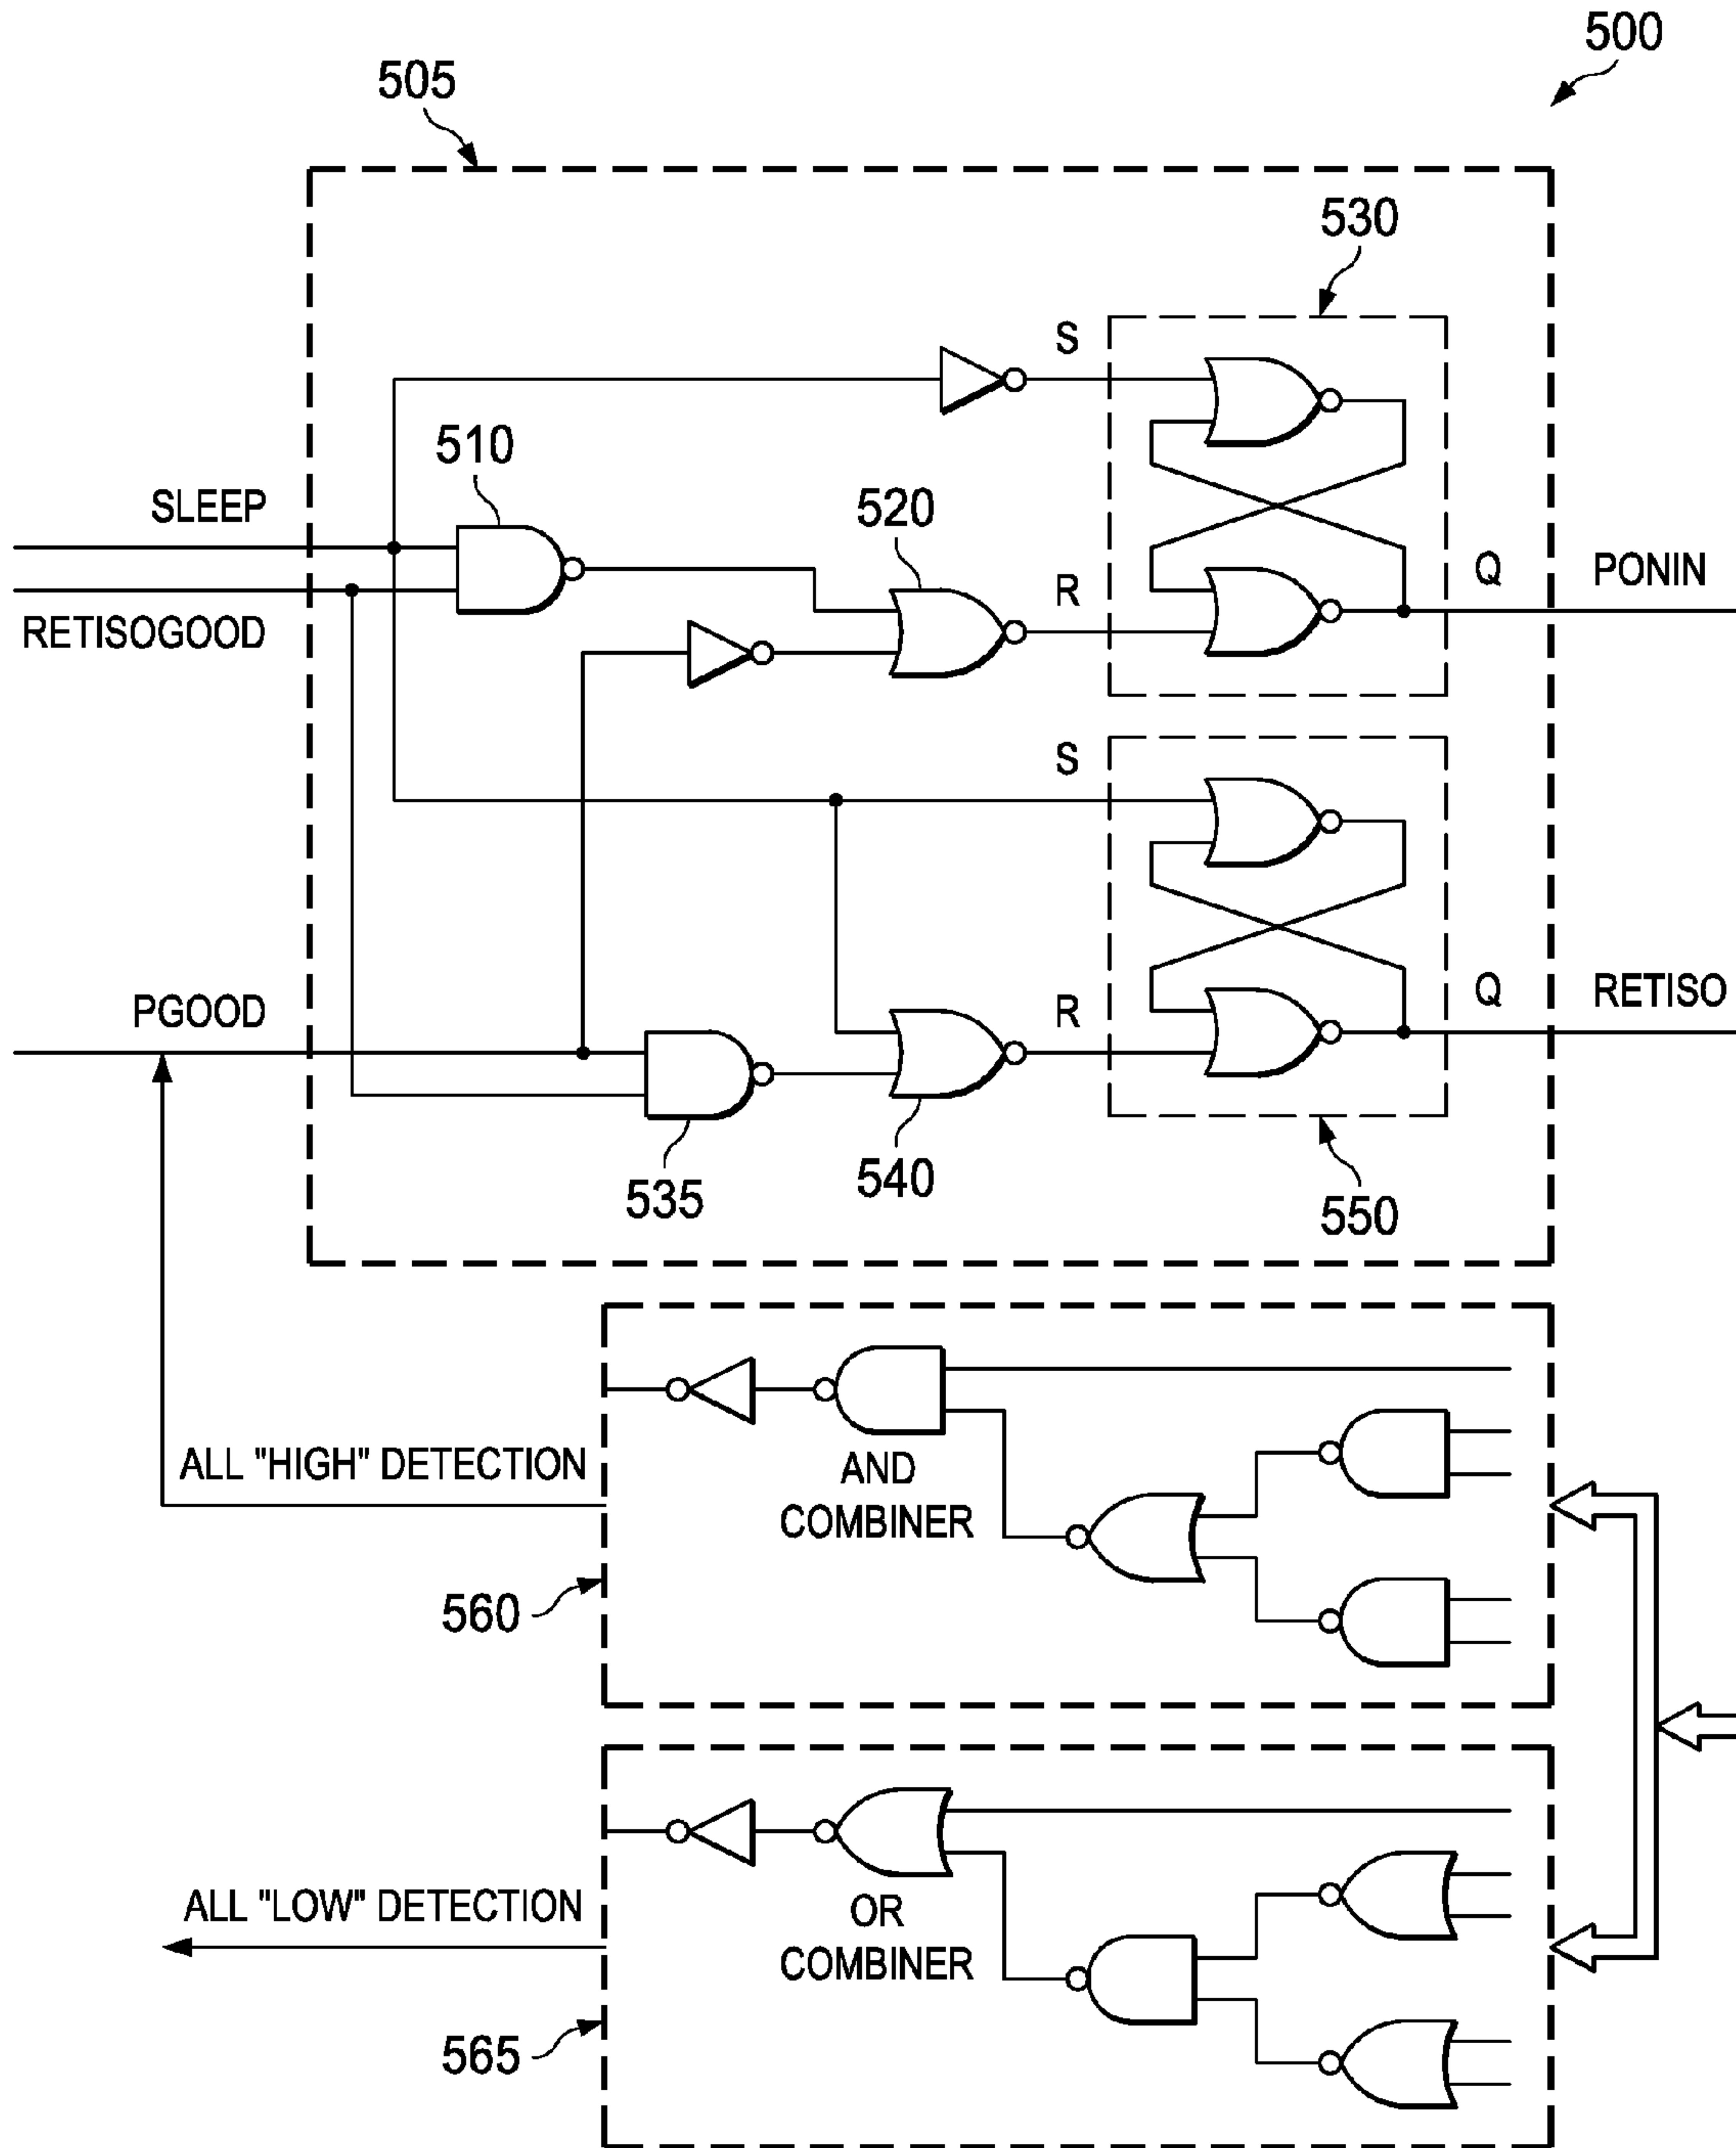 500
505
530
S
510
SLEEP
520
R
Q
PONIN
RETISOGOOD
S
PGOOD
R
Q
RETISO
535
540
550
ALL "HIGH" DETECTION
AND
COMBINER
560
ALL "LOW" DETECTION
OR
COMBINER
565